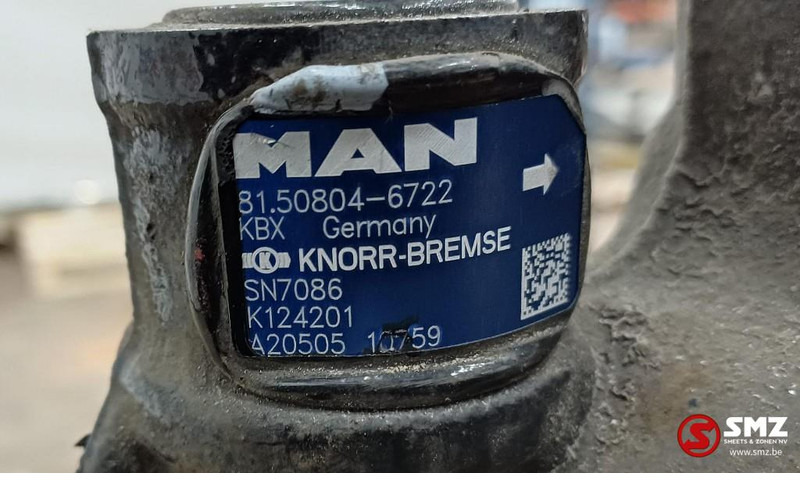 MAN
81.50804-6722
KBX Germany
KNORR-BREMSE
SN7086
K124201
A20505 10759
SMZ
SHEETS & ZONEN NV
www.smz.be